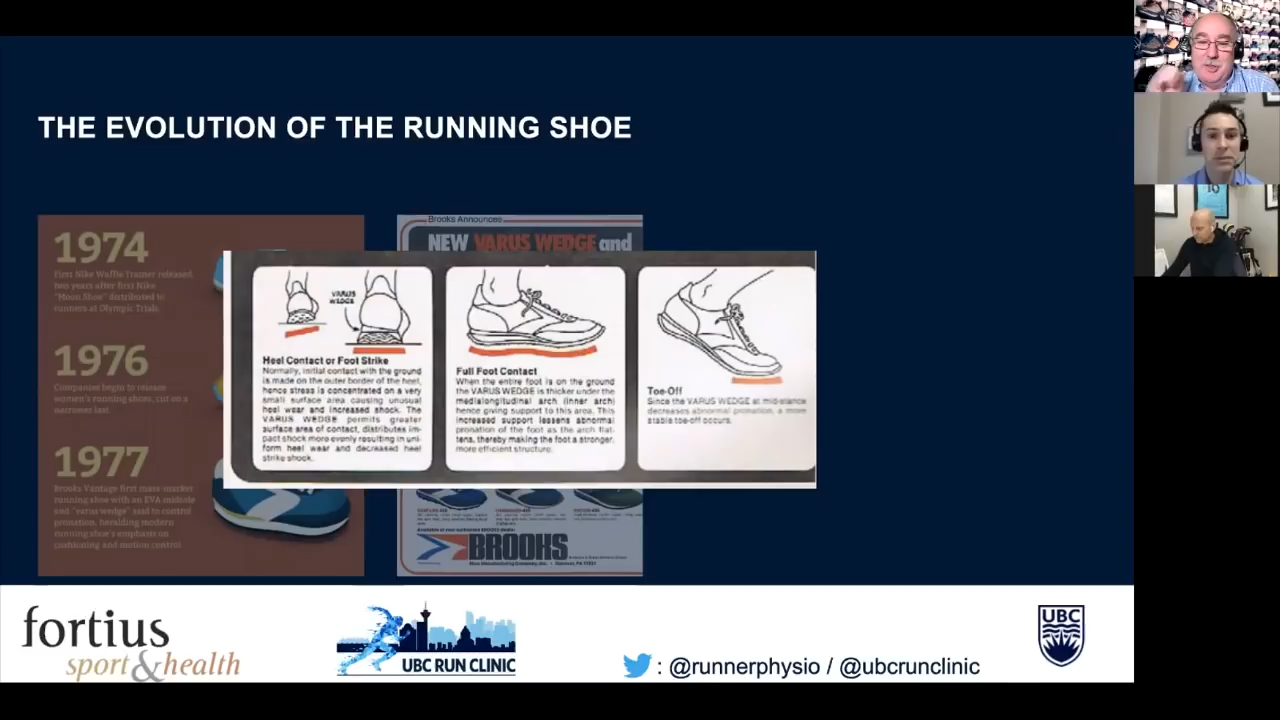 THE EVOLUTION OF THE RUNNING SHOE
1974
First Nike Waffle Trainer released
two years after first Nike
"Moon Shoe" distributed to
runners at Olympic Trials.
1976
Companies begin to release
women's running shoes, cut on a
narrower last.
1977
Brooks Vantage first mass-market
running shoe with an EVA midsole
and "varus wedge" said to control
pronation, heralding modern
running shoe's emphasis on
cushioning and motion control
Brooks Announces
NEW VARUS WEDGE and
VARUS
WEDGE
Heel Contact or Foot Strike
Normally, initial contact with the ground
is made on the outer border of the heel,
hence stress is concentrated on a very
small surface area causing unusual
heel wear and increased shock. The
VARUS WEDGE permits greater
surface area of contact, distributes im-
pact shock more evenly resulting in uni-
form heel wear and decreased heel
strike shock.
Full Foot Contact
When the entire foot is on the ground
the VARUS WEDGE is thicker under the
medialongitudinal arch (inner arch)
hence giving support to this area. This
increased support lessens abnormal
pronation of the foot as the arch flat-
tens, thereby making the foot a stronger,
more efficient structure.
Toe-Off
Since the VARUS WEDGE at mid-stance
decreases abnormal pronation, a more
stable toe-off occurs.
BROOKS
fortius
sport&health
UBC RUN CLINIC
: @runnerphysio / @ubcrunclinic
UBC